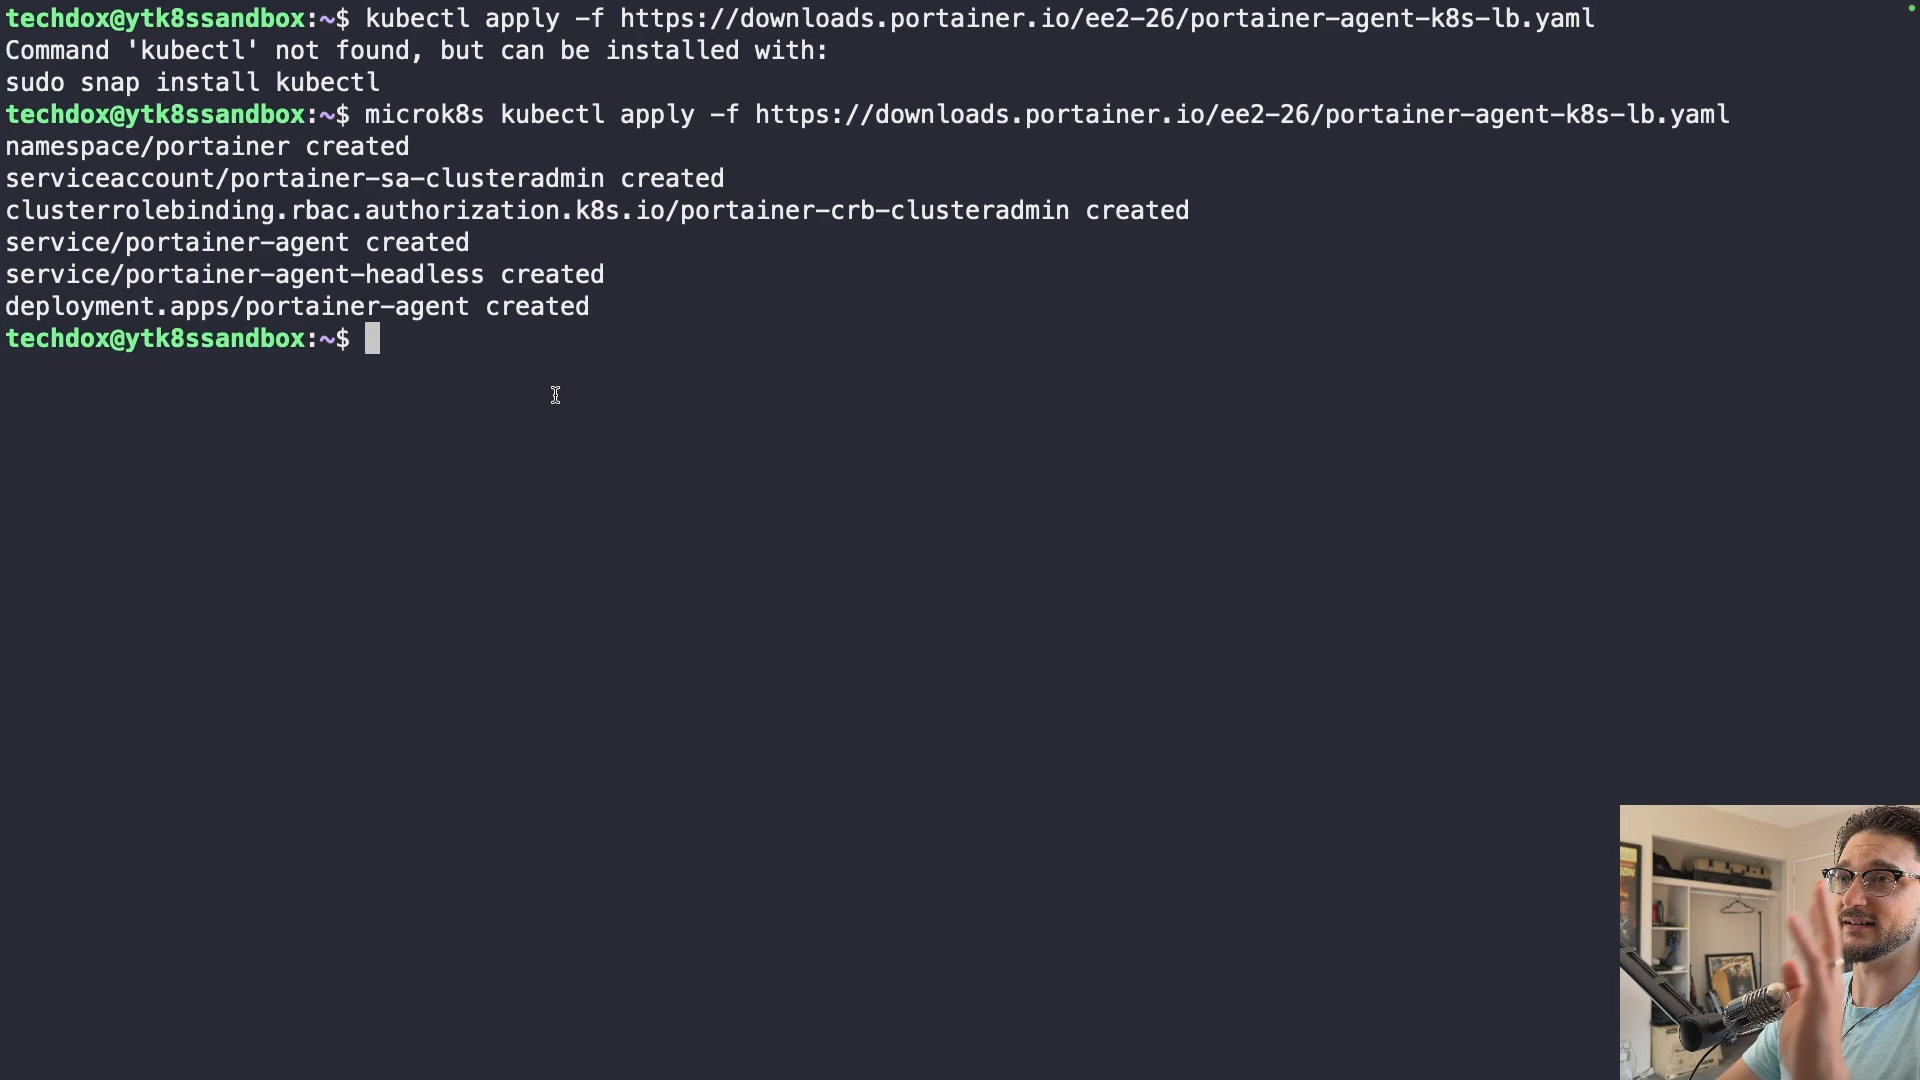 techdox@ytk8ssandbox:~$ kubectl apply -f https://downloads.portainer.io/ee2-26/portainer-agent-k8s-lb.yaml
Command 'kubectl' not found, but can be installed with:
sudo snap install kubectl
techdox@ytk8ssandbox:~$ microk8s kubectl apply -f https://downloads.portainer.io/ee2-26/portainer-agent-k8s-lb.yaml
namespace/portainer created
serviceaccount/portainer-sa-clusteradmin created
clusterrolebinding.rbac.authorization.k8s.io/portainer-crb-clusteradmin created
service/portainer-agent created
service/portainer-agent-headless created
deployment.apps/portainer-agent created
techdox@ytk8ssandbox:~$